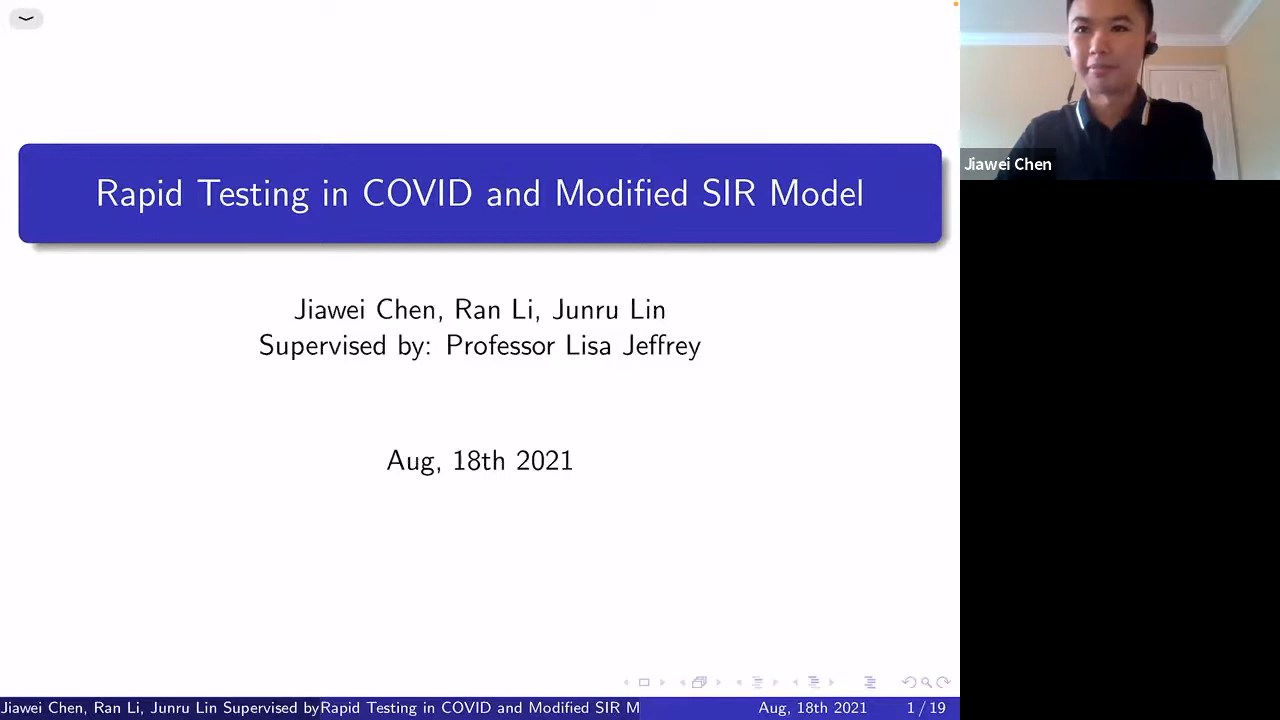 Rapid Testing in COVID and Modified SIR Model
Jiawei Chen, Ran Li, Junru Lin
Supervised by: Professor Lisa Jeffrey
Aug, 18th 2021
Jiawei Chen, Ran Li, Junru Lin Supervised by Rapid Testing in COVID and Modified SIR M Aug, 18th 2021 1 / 19
Jiawei Chen